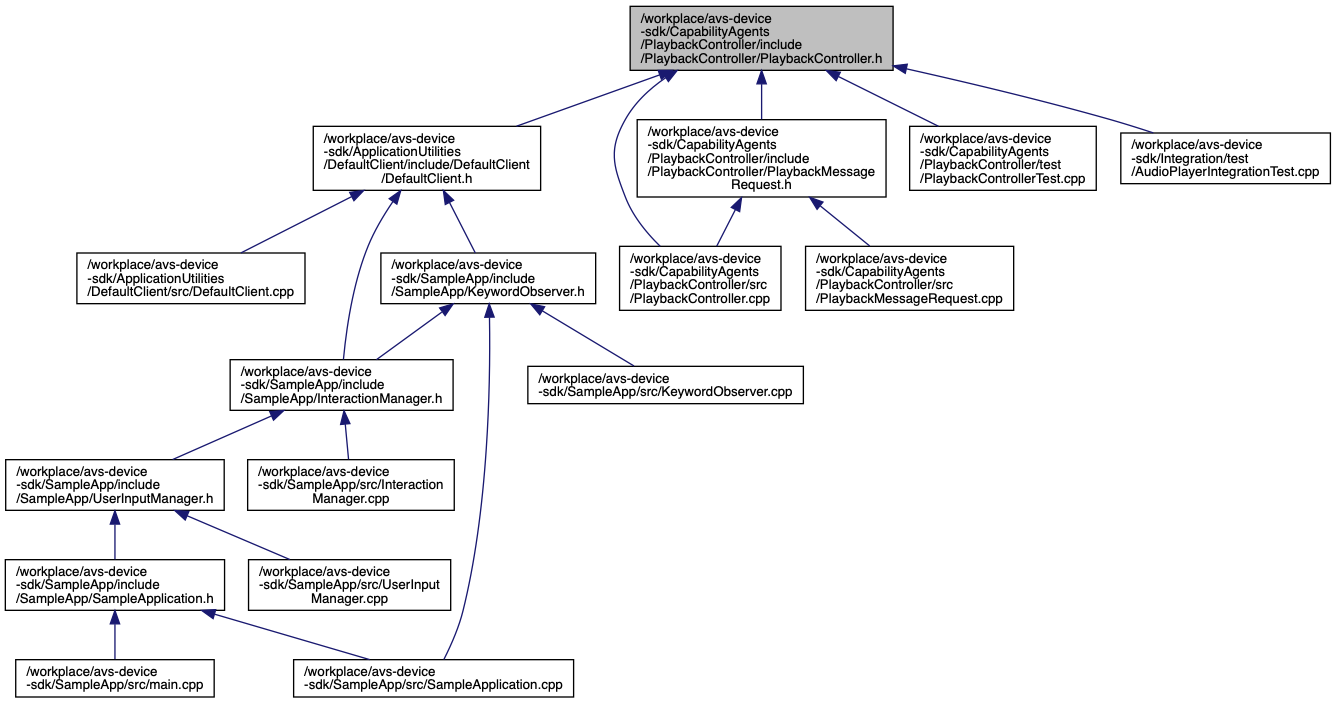 /workplace/avs-device
-sdk/CapabilityAgents
/PlaybackController/include
/PlaybackController/PlaybackController.h
/workplace/avs-device
-sdk/ApplicationUtilities
/DefaultClient/include/DefaultClient
/DefaultClient.h
/workplace/avs-device
-sdk/CapabilityAgents
/PlaybackController/include
/PlaybackController/PlaybackMessage
Request.h
/workplace/avs-device
-sdk/CapabilityAgents
/PlaybackController/test
/PlaybackControllerTest.cpp
/workplace/avs-device
-sdk/Integration/test
/AudioPlayerIntegrationTest.cpp
/workplace/avs-device
-sdk/ApplicationUtilities
/DefaultClient/src/DefaultClient.cpp
/workplace/avs-device
-sdk/SampleApp/include
/SampleApp/KeywordObserver.h
/workplace/avs-device
-sdk/CapabilityAgents
/PlaybackController/src
/PlaybackController.cpp
/workplace/avs-device
-sdk/CapabilityAgents
/PlaybackController/src
/PlaybackMessageRequest.cpp
/workplace/avs-device
-sdk/SampleApp/include
/SampleApp/InteractionManager.h
/workplace/avs-device
-sdk/SampleApp/src/KeywordObserver.cpp
/workplace/avs-device
-sdk/SampleApp/include
/SampleApp/UserInputManager.h
/workplace/avs-device
-sdk/SampleApp/src/Interaction
Manager.cpp
/workplace/avs-device
-sdk/SampleApp/include
/SampleApp/SampleApplication.h
/workplace/avs-device
-sdk/SampleApp/src/UserInput
Manager.cpp
/workplace/avs-device
-sdk/SampleApp/src/main.cpp
/workplace/avs-device
-sdk/SampleApp/src/SampleApplication.cpp